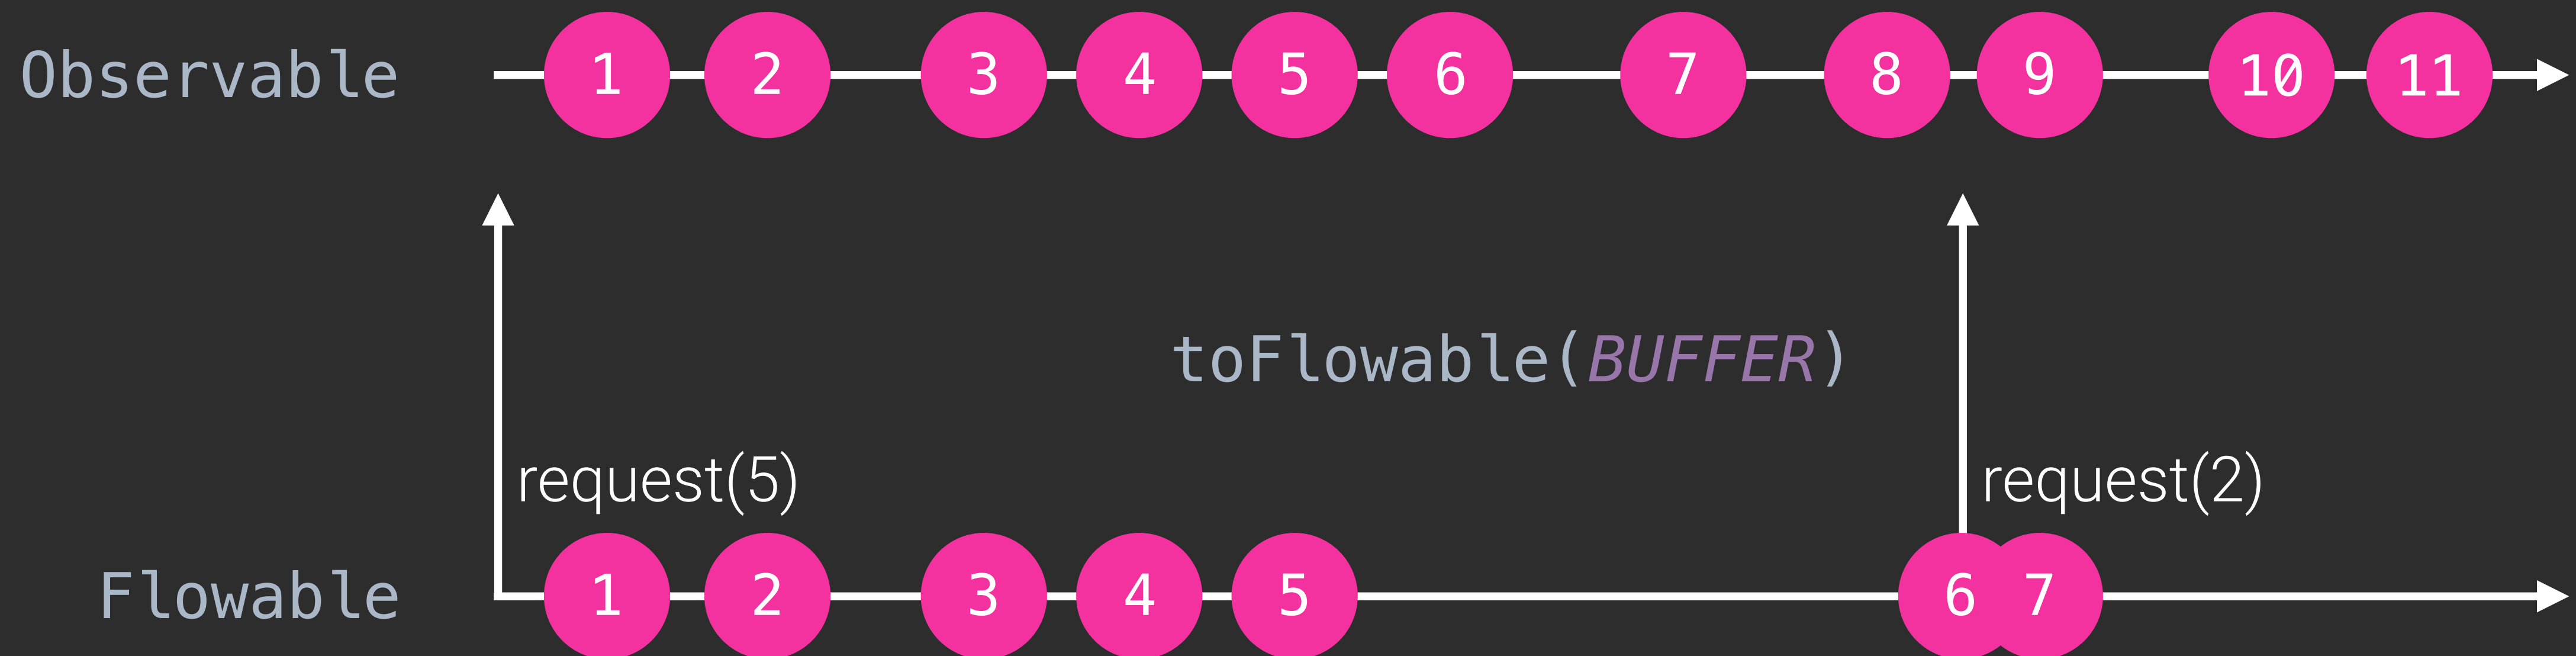 Observable 1 2 3 4 5 6 7 8 9 10 11
toFlowable(BUFFER)
request(5) request(2)
Flowable 1 2 3 4 5 6 7